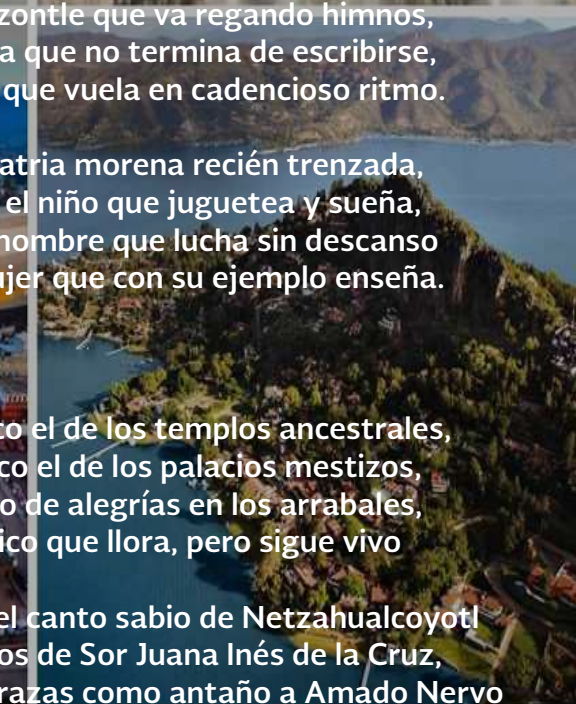 zontle que va regando himnos,
a que no termina de escribirse,
que vuela en cadencioso ritmo.
atria morena recién trenzada,
el niño que juguetea y sueña,
hombre que lucha sin descanso
ujer que con su ejemplo enseña.
co el de los templos ancestrales,
co el de los palacios mestizos,
o de alegrías en los arrabales,
ico que llora, pero sigue vivo
el canto sabio de Netzahualcoyotl
os de Sor Juana Inés de la Cruz,
razas como antaño a Amado Nervo